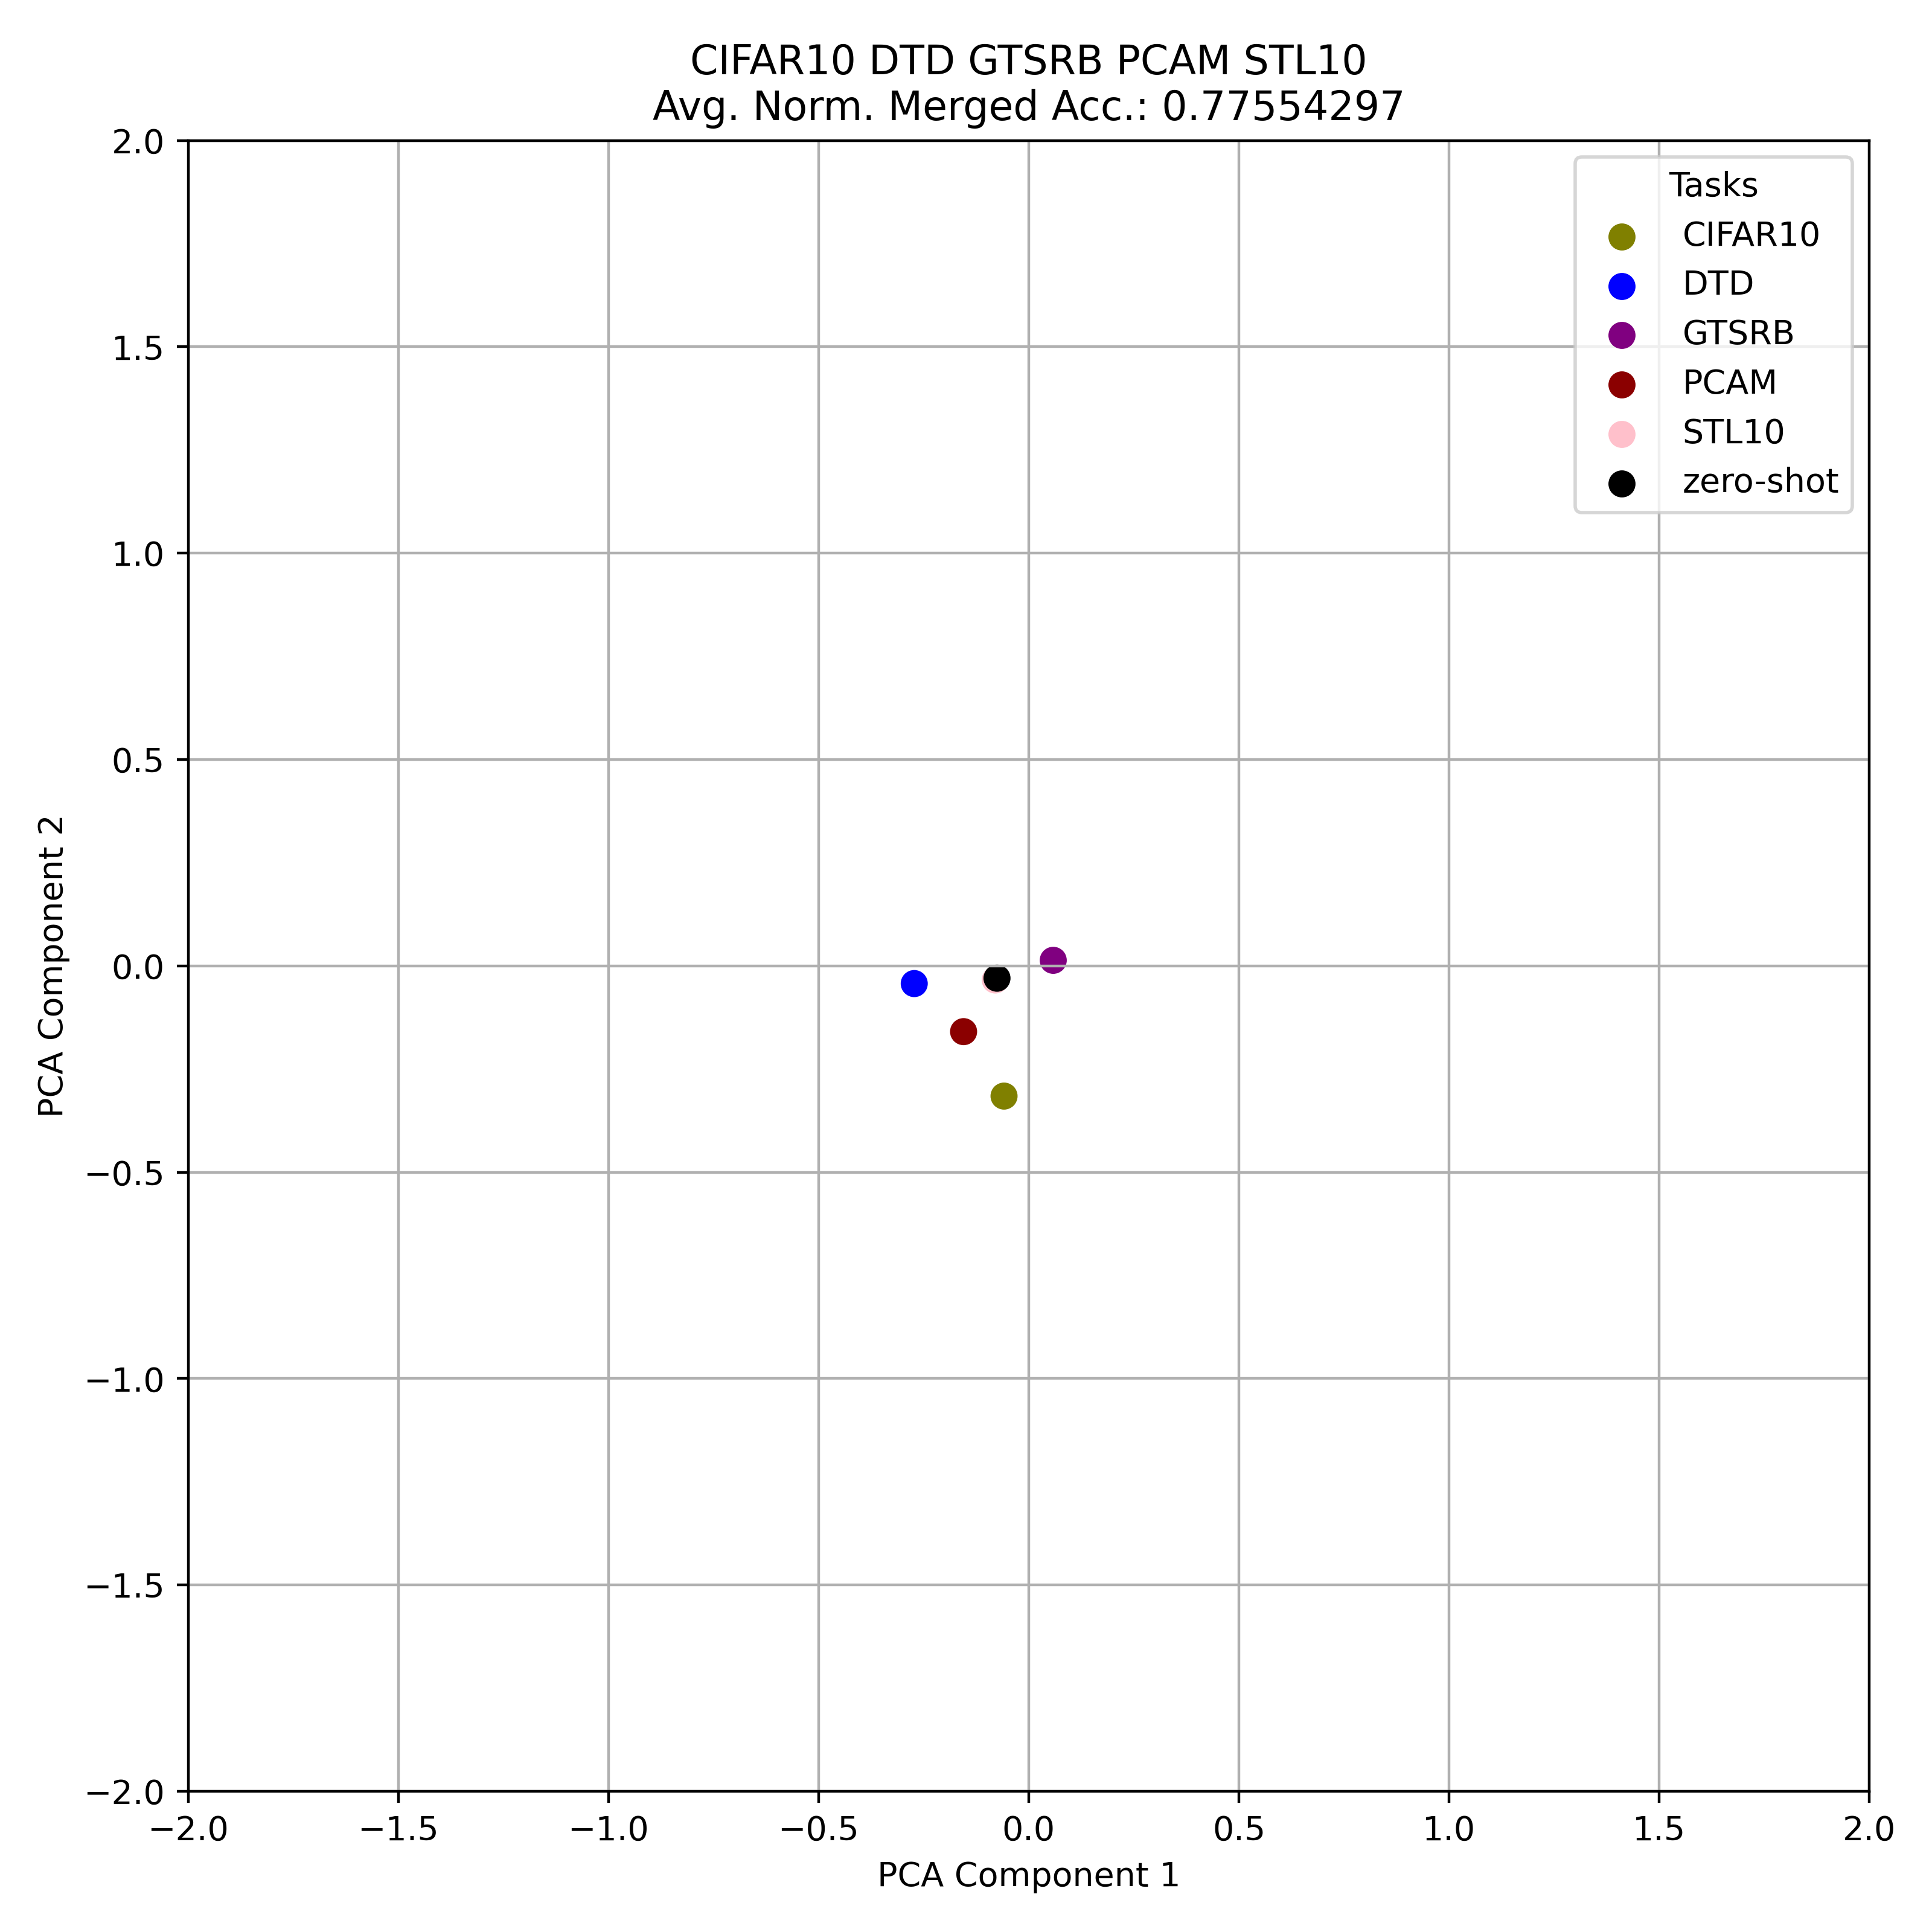 CIFAR10 DTD GTSRB PCAM STL10
Avg. Norm. Merged Acc.: 0.77554297
Tasks
CIFAR10
DTD
GTSRB
PCAM
STL10
zero-shot
PCA Component 2
2.0
1.5
1.0
0.5
0.0
−0.5
−1.0
−1.5
−2.0
−2.0 −1.5 −1.0 −0.5 0.0 0.5 1.0 1.5 2.0
PCA Component 1